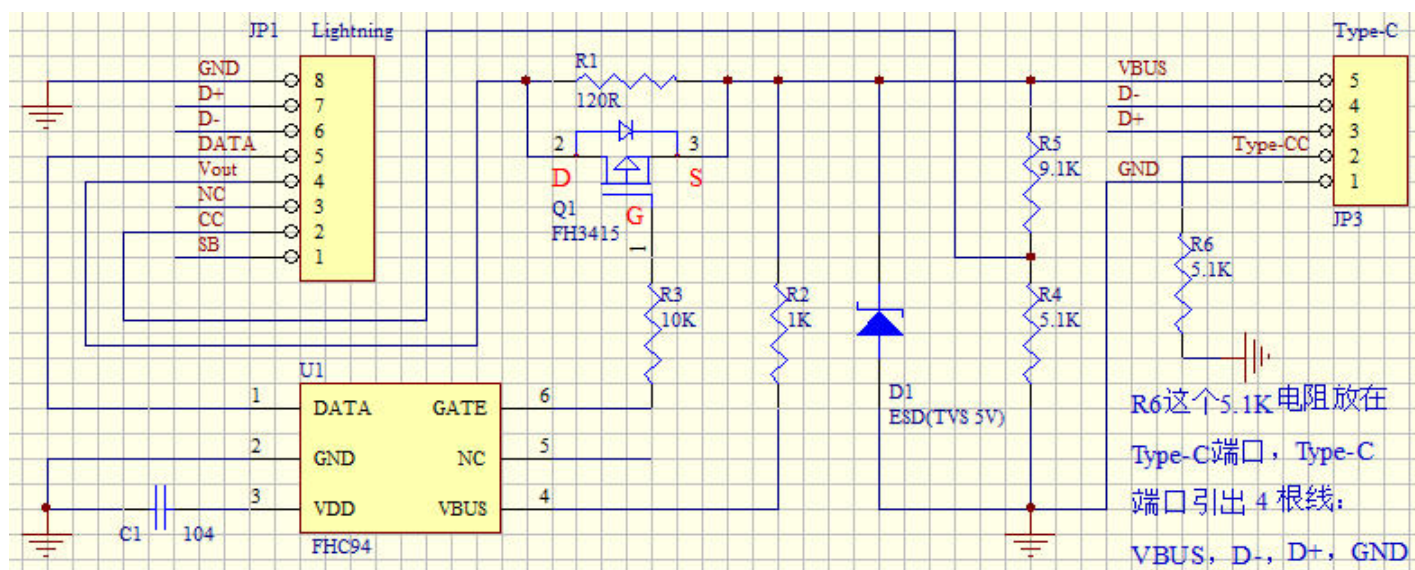 JP1 Lightning
GND 8
D+ 7
D- 6
DATA 5
Vout 4
NC 3
CC 2
SB 1
R1
120R
2 3
D S
Q1 G
FH3415 1
R3
10K
R2
1K
D1
ESD(TVS 5V)
R5
9.1K
R4
5.1K
Type-C
VBUS 5
D- 4
D+ 3
Type-CC 2
GND 1
JP3
R6
5.1K
U1
1 DATA GATE 6
2 GND NC 5
3 VDD VBUS 4
C1 104
FHC94
R6这个5.1K电阻放在
Type-C端口，Type-C
端口引出 4 根线：
VBUS，D-，D+，GND